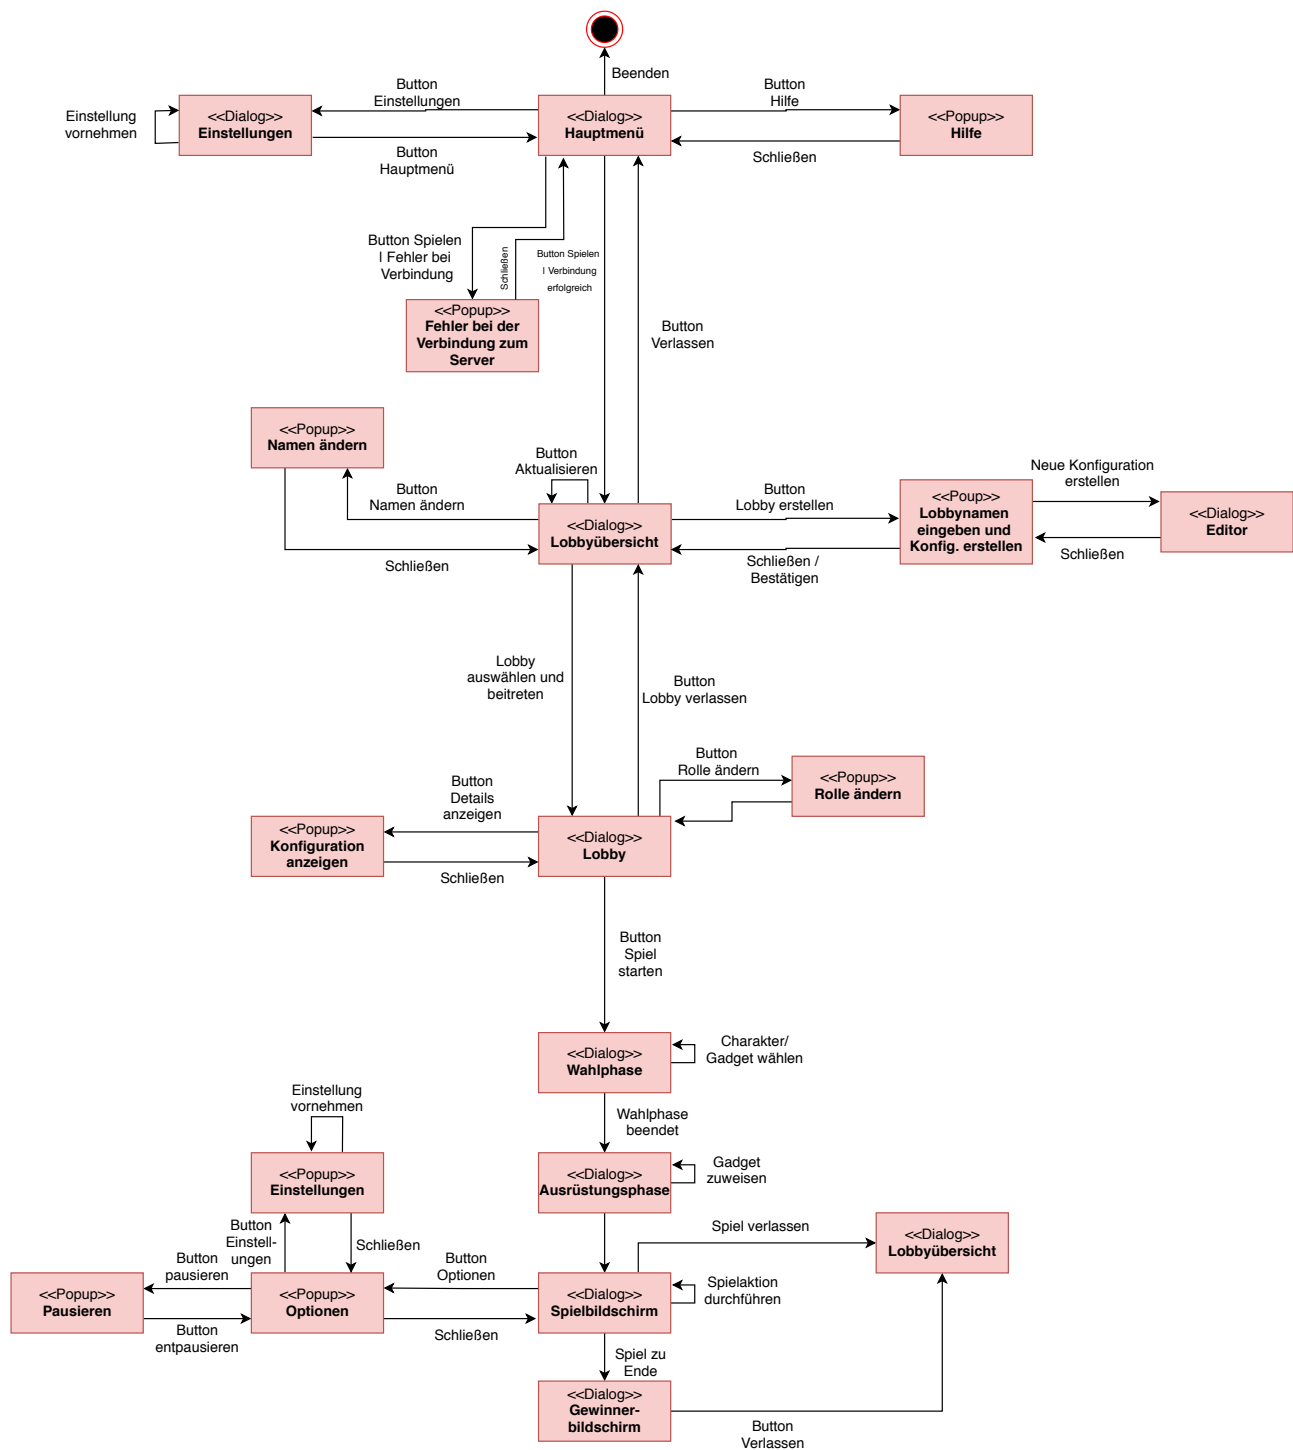 Beenden
Button
Einstellungen
Button
Hilfe
Einstellung
vornehmen
<<Dialog>>
Einstellungen
<<Dialog>>
Hauptmenü
<<Popup>>
Hilfe
Button
Hauptmenü
Schließen
Button Spielen
| Fehler bei
Verbindung
Schließen
Button Spielen
| Verbindung
erfolgreich
<<Popup>>
Fehler bei der
Verbindung zum
Server
Button
Verlassen
<<Popup>>
Namen ändern
Button
Aktualisieren
Button
Namen ändern
Button
Lobby erstellen
Neue Konfiguration
erstellen
<<Dialog>>
Lobbyübersicht
<<Poup>>
Lobbynamen
eingeben und
Konfig. erstellen
<<Dialog>>
Editor
Schließen
Schließen /
Bestätigen
Schließen
Lobby
auswählen und
beitreten
Button
Lobby verlassen
Button
Rolle ändern
<<Popup>>
Rolle ändern
Button
Details
anzeigen
<<Popup>>
Konfiguration
anzeigen
<<Dialog>>
Lobby
Schließen
Button
Spiel
starten
<<Dialog>>
Wahlphase
Charakter/
Gadget wählen
Einstellung
vornehmen
Wahlphase
beendet
<<Popup>>
Einstellungen
<<Dialog>>
Ausrüstungsphase
Gadget
zuweisen
Button
Einstell-
ungen
Schließen
Spiel verlassen
<<Dialog>>
Lobbyübersicht
Button
pausieren
Button
Optionen
<<Popup>>
Pausieren
<<Popup>>
Optionen
<<Dialog>>
Spielbildschirm
Spielaktion
durchführen
Button
entpausieren
Schließen
Spiel zu
Ende
<<Dialog>>
Gewinner-
bildschirm
Button
Verlassen